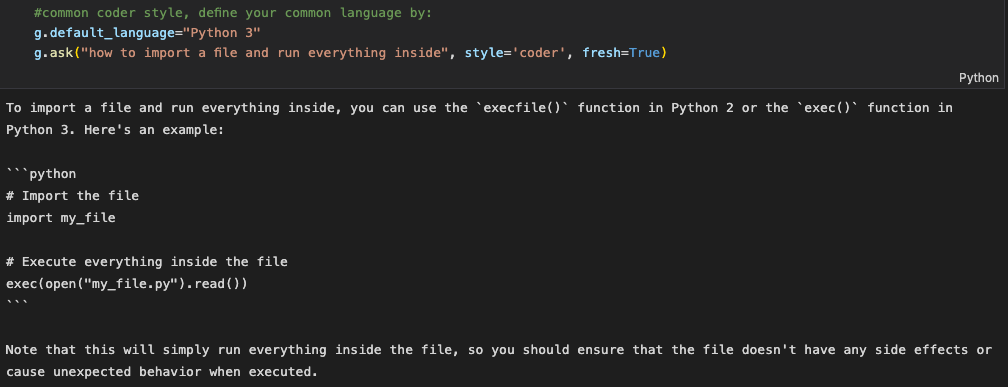 #common coder style, define your common language by:
g.default_language="Python 3"
g.ask("how to import a file and run everything inside", style='coder', fresh=True)
Python
To import a file and run everything inside, you can use the `execfile()` function in Python 2 or the `exec()` function in
Python 3. Here's an example:
```python
# Import the file
import my_file
# Execute everything inside the file
exec(open("my_file.py").read())
```
Note that this will simply run everything inside the file, so you should ensure that the file doesn't have any side effects or
cause unexpected behavior when executed.